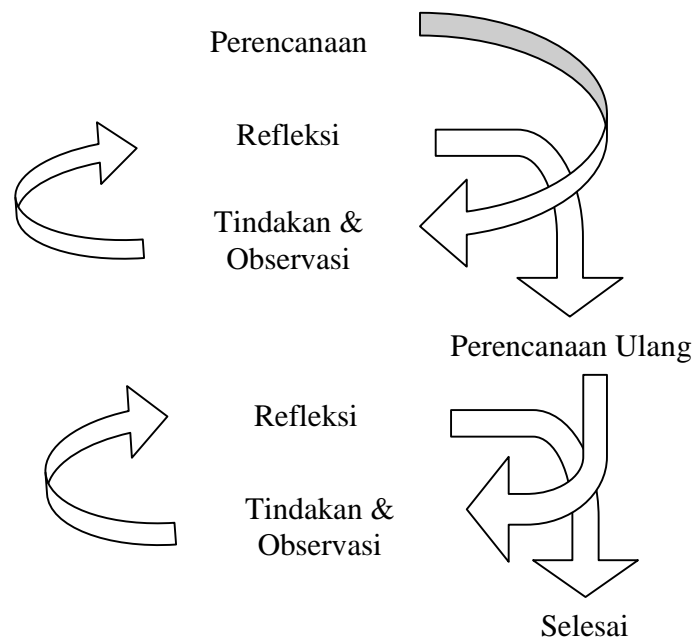 Perencanaan
Refleksi
Tindakan &
Observasi
Perencanaan Ulang
Refleksi
Tindakan &
Observasi
Selesai